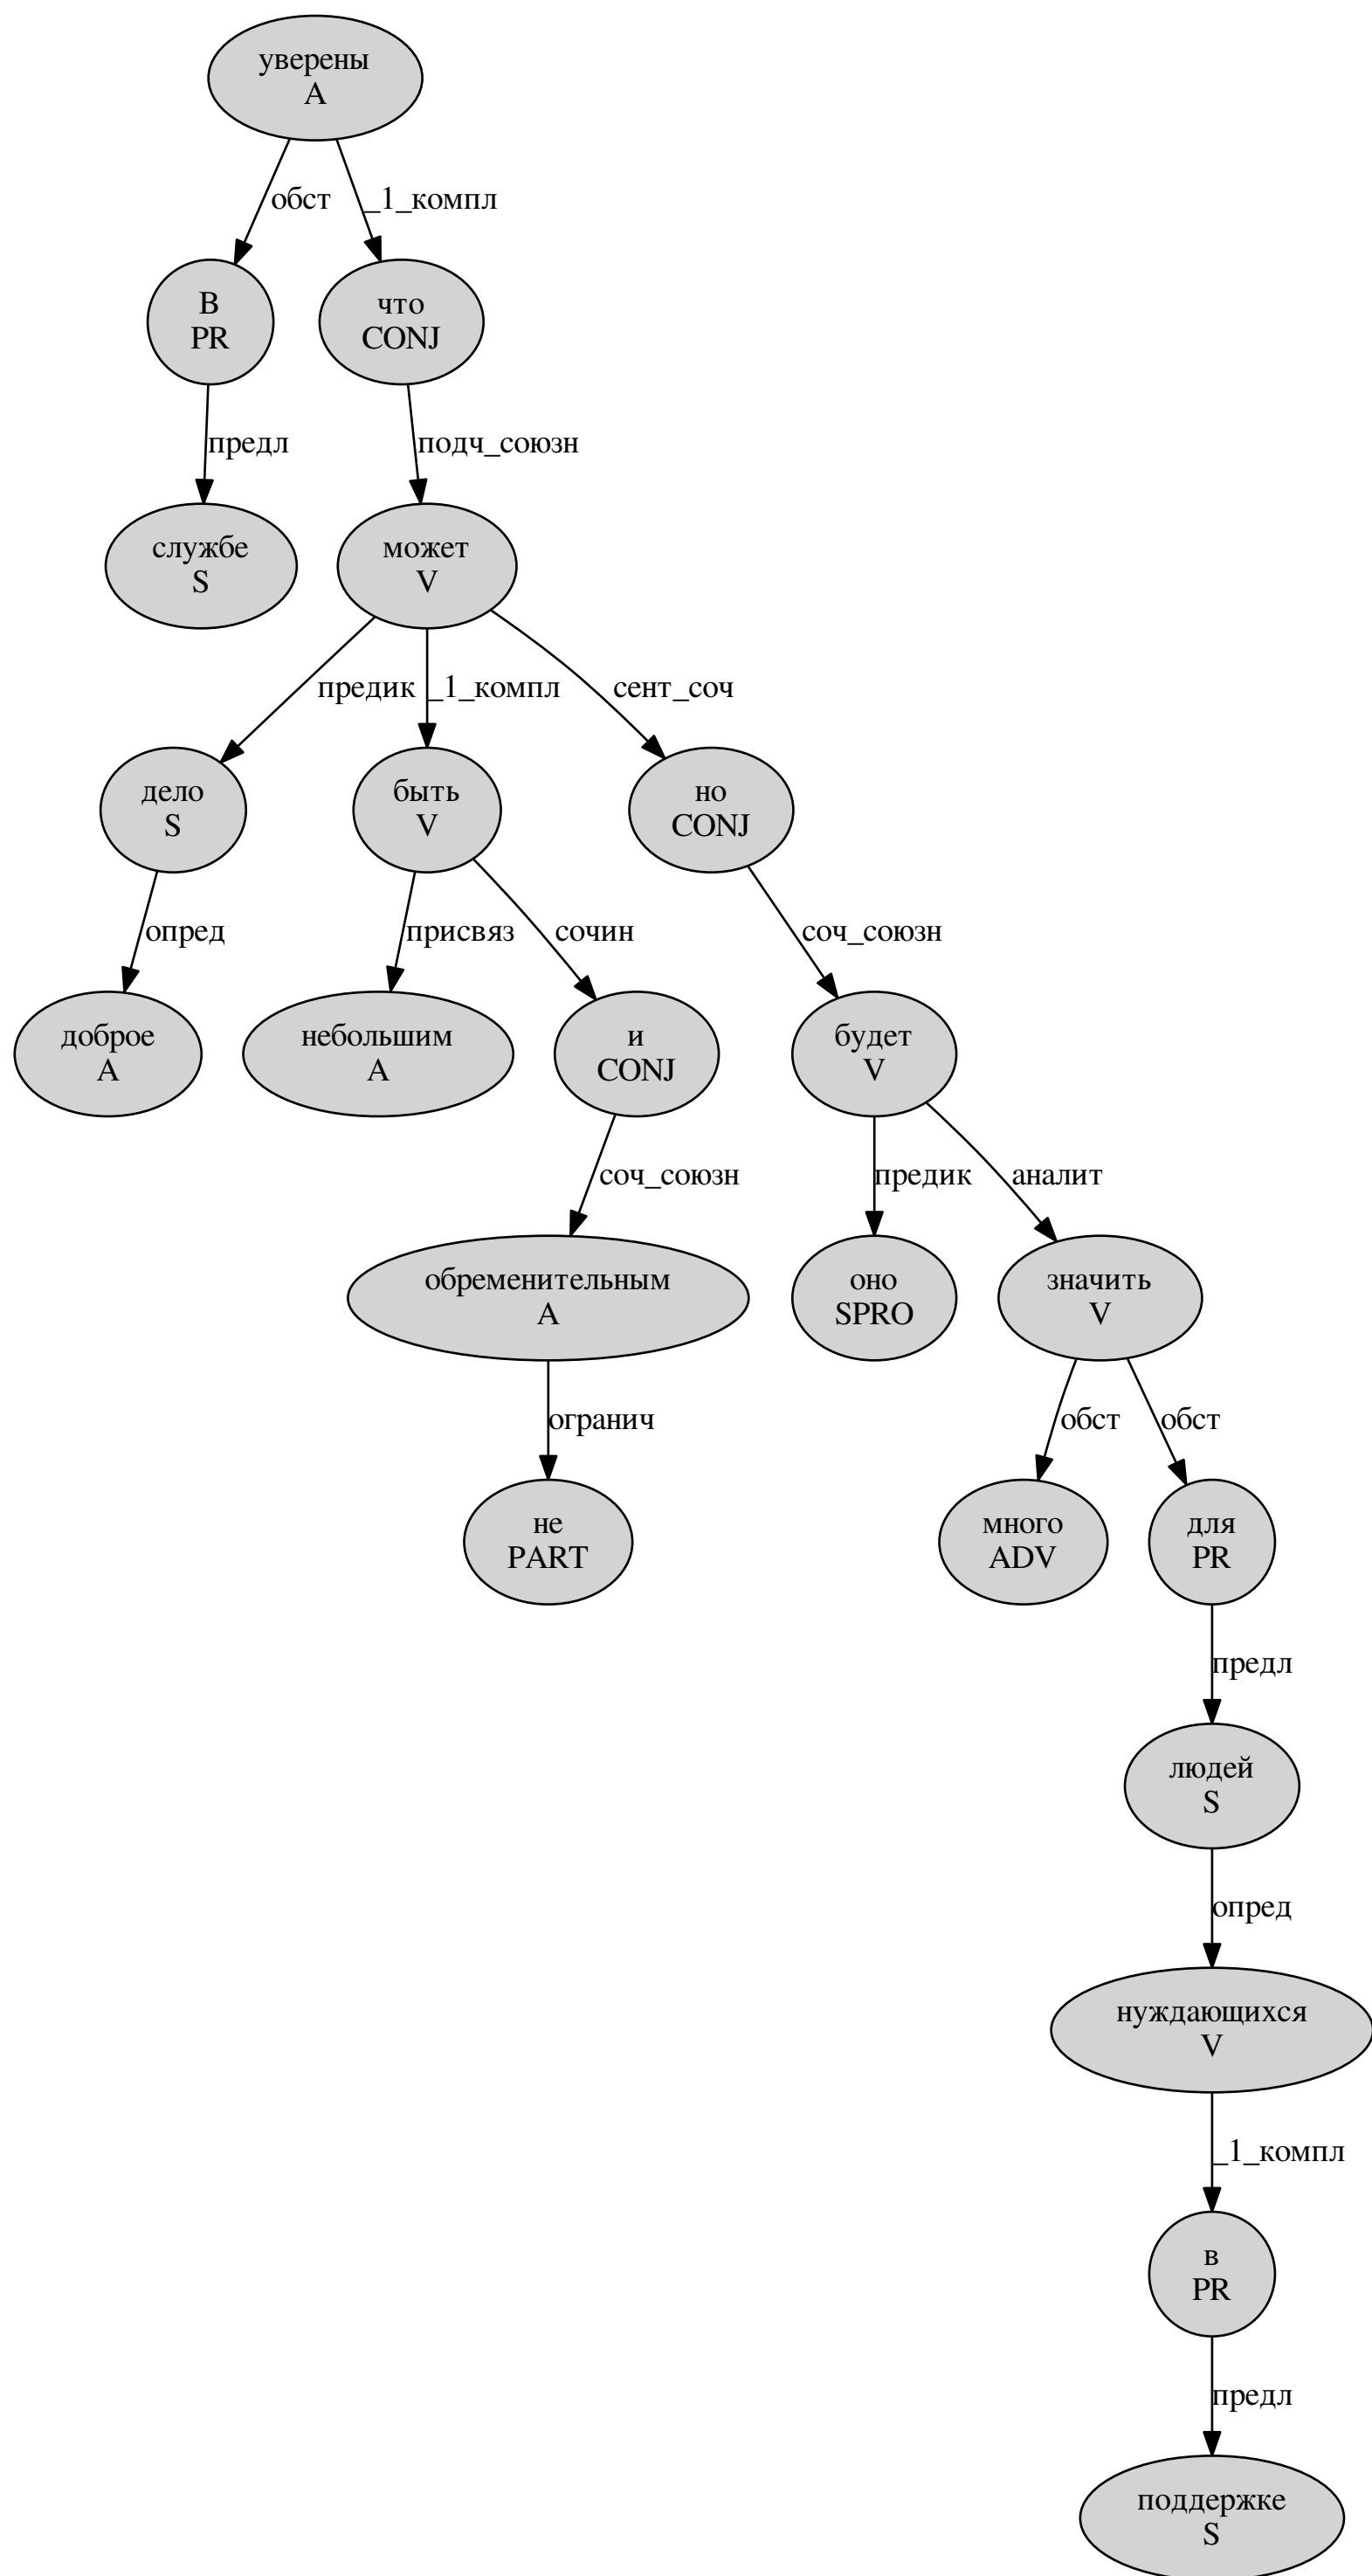 уверены
A
обст
_1_компл
В
PR
что
CONJ
предл
подч_союзн
службе
S
может
V
предик
_1_компл
сент_соч
дело
S
быть
V
но
CONJ
опред
присвяз
сочин
соч_союзн
доброе
A
небольшим
A
и
CONJ
будет
V
соч_союзн
предик
аналит
обременительным
A
оно
SPRO
значить
V
огранич
обст
обст
не
PART
много
ADV
для
PR
предл
людей
S
опред
нуждающихся
V
_1_компл
в
PR
предл
поддержке
S